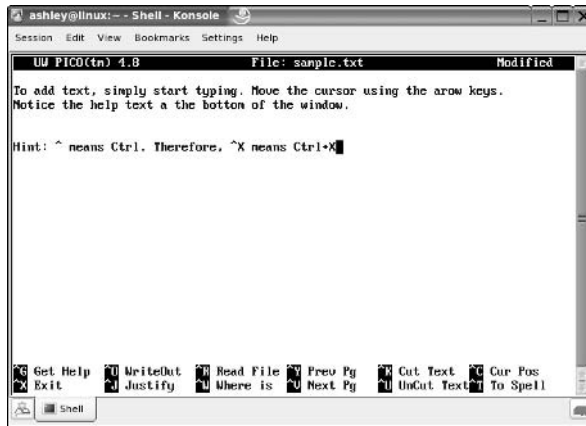 ashley@linux:~ - Shell - Konsole
Session Edit View Bookmarks Settings Help
UW PICO(tm) 4.8 File: sample.txt Modified
To add text, simply start typing. Move the cursor using the arow keys.
Notice the help text a the bottom of the window.
Hint: ^ means Ctrl. Therefore, ^X means Ctrl+X
^G Get Help ^O WriteOut ^R Read File ^Y Prev Pg ^K Cut Text ^C Cur Pos
^X Exit ^J Justify ^W Where is ^V Next Pg ^U UnCut Text ^T To Spell
Shell